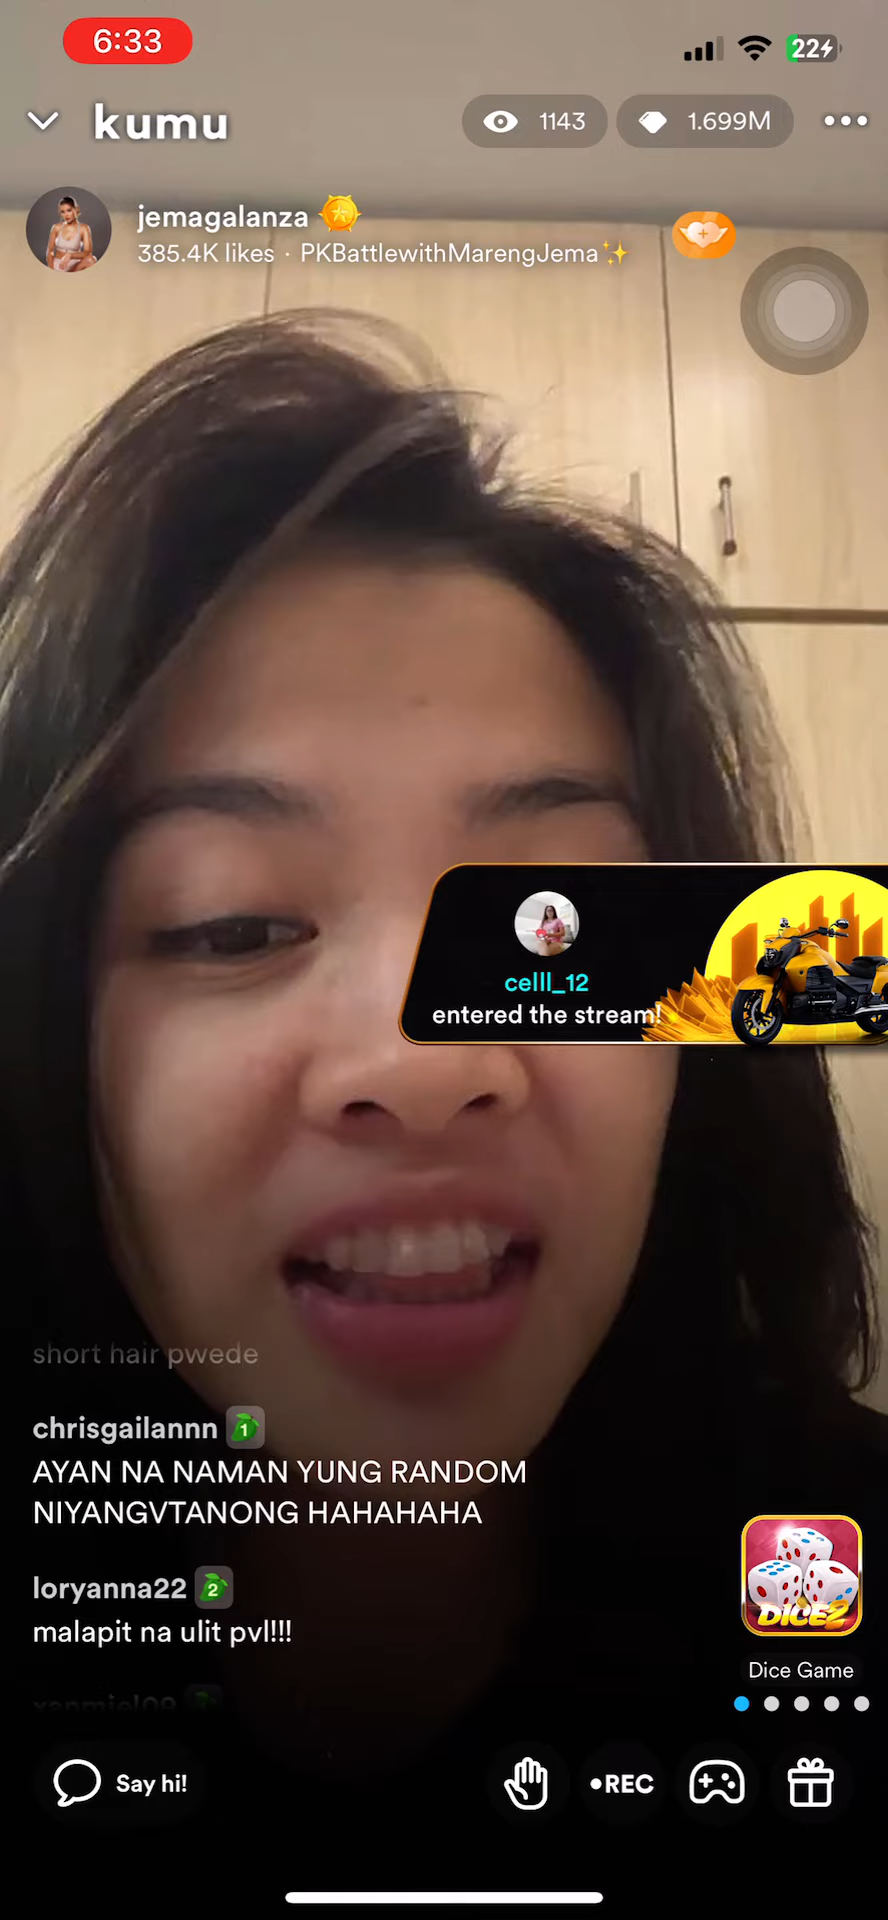 6:33
22
kumu
1143
1.699M
jemagalanza
385.4K likes · PKBattlewithMarengJema✨
celll_12
entered the stream!
short hair pwede
chrisgailannn 1
AYAN NA NAMAN YUNG RANDOM
NIYANGVTANONG HAHAHAHA
loryanna22 2
malapit na ulit pvl!!!
DICE2
Dice Game
Say hi!
•REC